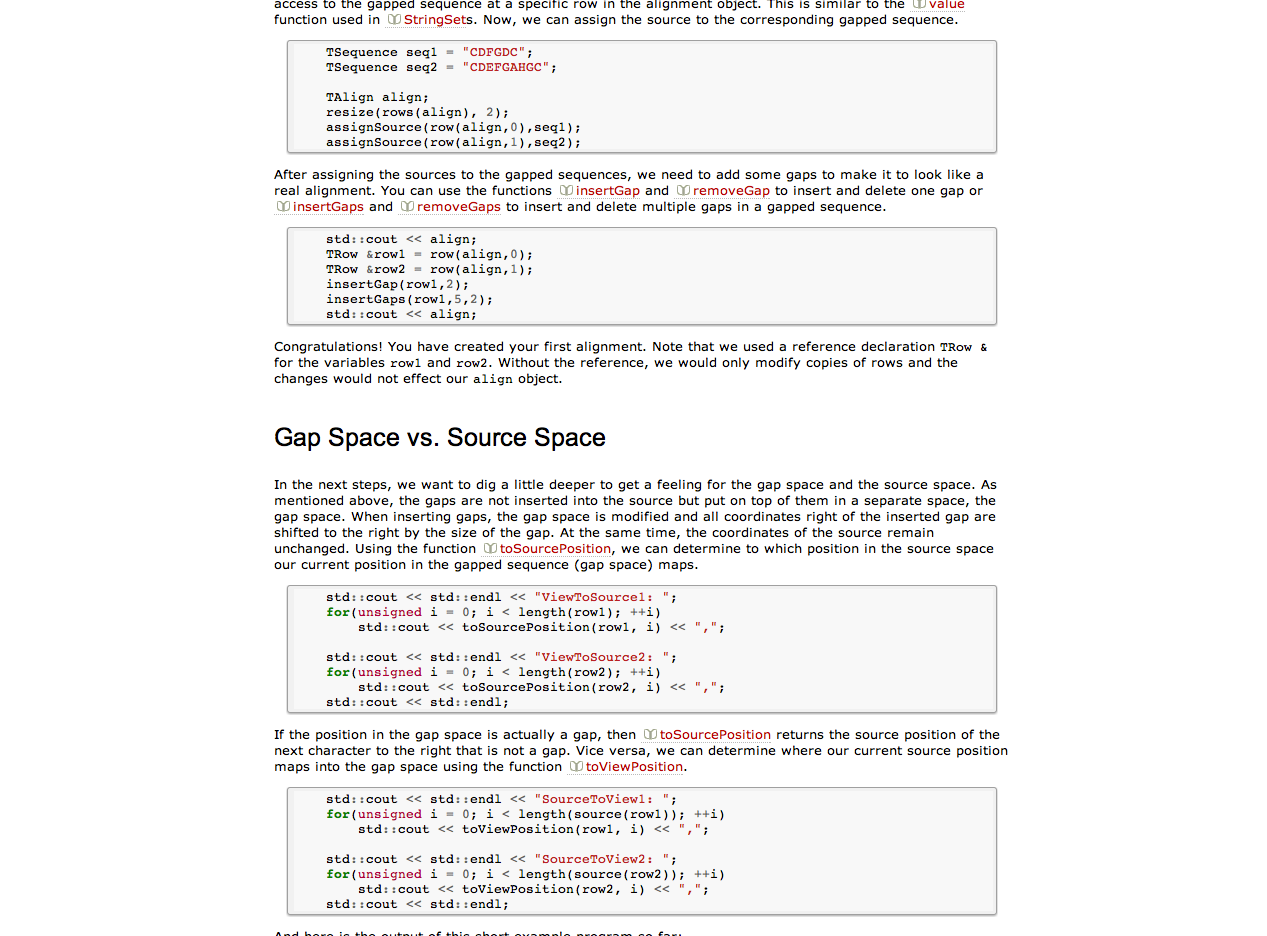 access to the gapped sequence at a specific row in the alignment object. This is similar to the value
function used in StringSets. Now, we can assign the source to the corresponding gapped sequence.
TSequence seq1 = "CDFGDC";
TSequence seq2 = "CDEFGAHGC";
TAlign align;
resize(rows(align), 2);
assignSource(row(align,0),seq1);
assignSource(row(align,1),seq2);
After assigning the sources to the gapped sequences, we need to add some gaps to make it to look like a
real alignment. You can use the functions insertGap and removeGap to insert and delete one gap or
insertGaps and removeGaps to insert and delete multiple gaps in a gapped sequence.
std::cout << align;
TRow &row1 = row(align,0);
TRow &row2 = row(align,1);
insertGap(row1,2);
insertGaps(row1,5,2);
std::cout << align;
Congratulations! You have created your first alignment. Note that we used a reference declaration TRow &
for the variables row1 and row2. Without the reference, we would only modify copies of rows and the
changes would not effect our align object.
Gap Space vs. Source Space
In the next steps, we want to dig a little deeper to get a feeling for the gap space and the source space. As
mentioned above, the gaps are not inserted into the source but put on top of them in a separate space, the
gap space. When inserting gaps, the gap space is modified and all coordinates right of the inserted gap are
shifted to the right by the size of the gap. At the same time, the coordinates of the source remain
unchanged. Using the function toSourcePosition, we can determine to which position in the source space
our current position in the gapped sequence (gap space) maps.
std::cout << std::endl << "ViewToSource1: ";
for(unsigned i = 0; i < length(row1); ++i)
    std::cout << toSourcePosition(row1, i) << ",";
std::cout << std::endl << "ViewToSource2: ";
for(unsigned i = 0; i < length(row2); ++i)
    std::cout << toSourcePosition(row2, i) << ",";
std::cout << std::endl;
If the position in the gap space is actually a gap, then toSourcePosition returns the source position of the
next character to the right that is not a gap. Vice versa, we can determine where our current source position
maps into the gap space using the function toViewPosition.
std::cout << std::endl << "SourceToView1: ";
for(unsigned i = 0; i < length(source(row1)); ++i)
    std::cout << toViewPosition(row1, i) << ",";
std::cout << std::endl << "SourceToView2: ";
for(unsigned i = 0; i < length(source(row2)); ++i)
    std::cout << toViewPosition(row2, i) << ",";
std::cout << std::endl;
And here is the output of this short example program so far: